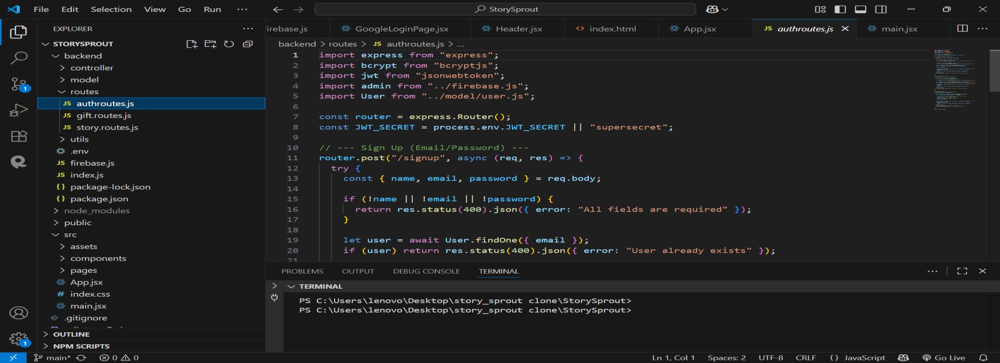 File Edit Selection View Go Run ··· StorySprout
EXPLORER ···
STORYSPROUT
backend
controller
model
routes
JS authroutes.js
JS gift.routes.js
JS story.routes.js
utils
.env
JS firebase.js
JS index.js
{} package-lock.json
{} package.json
node_modules
public
src
assets
components
pages
App.jsx
# index.css
main.jsx
.gitignore
OUTLINE
NPM SCRIPTS
1
1
irebase.js GoogleLoginPage.jsx Header.jsx <> index.html App.jsx JS authroutes.js main.jsx ···
backend > routes > JS authroutes.js > ...
1 import express from "express";
2 import bcrypt from "bcryptjs";
3 import jwt from "jsonwebtoken";
4 import admin from "../firebase.js";
5 import User from "../model/user.js";
6
7 const router = express.Router();
8 const JWT_SECRET = process.env.JWT_SECRET || "supersecret";
9
10 // --- Sign Up (Email/Password) ---
11 router.post("/signup", async (req, res) => {
12 try {
13 const { name, email, password } = req.body;
14
15 if (!name || !email || !password) {
16 return res.status(400).json({ error: "All fields are required" });
17 }
18
19 let user = await User.findOne({ email });
20 if (user) return res.status(400).json({ error: "User already exists" });
21
PROBLEMS OUTPUT DEBUG CONSOLE TERMINAL ···
TERMINAL
PS C:\Users\lenovo\Desktop\story_sprout clone\StorySprout>
PS C:\Users\lenovo\Desktop\story_sprout clone\StorySprout>
main* 0 0 Ln 1, Col 1 Spaces: 2 UTF-8 CRLF {} JavaScript Go Live